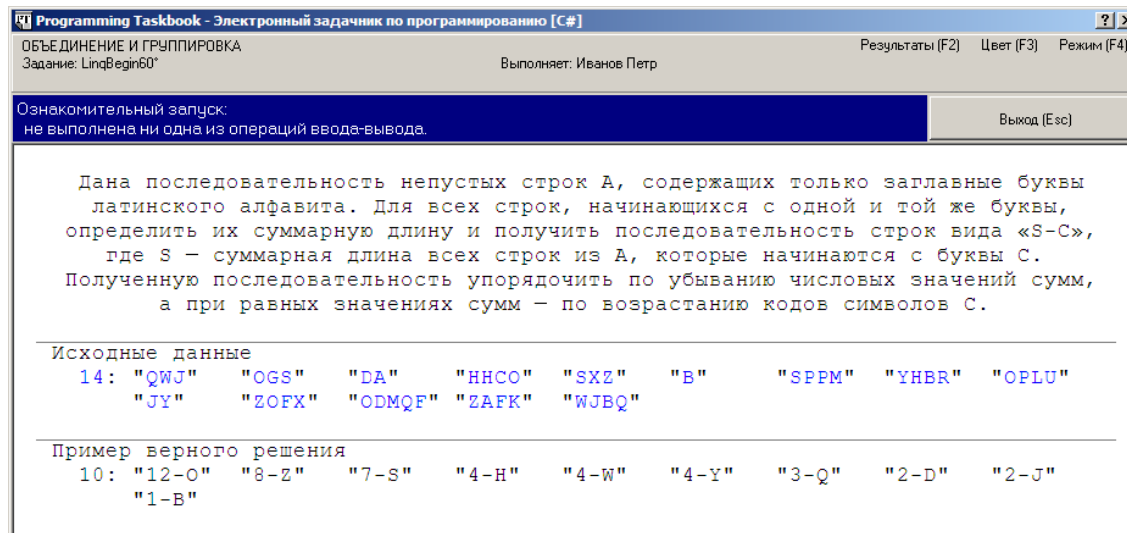 Programming Taskbook - Электронный задачник по программированию [C#]
ОБЪЕДИНЕНИЕ И ГРУППИРОВКА Результаты (F2) Цвет (F3) Режим (F4)
Задание: LinqBegin60° Выполняет: Иванов Петр
Ознакомительный запуск:
не выполнена ни одна из операций ввода-вывода. Выход (Esc)
Дана последовательность непустых строк A, содержащих только заглавные буквы
латинского алфавита. Для всех строк, начинающихся с одной и той же буквы,
определить их суммарную длину и получить последовательность строк вида «S-C»,
где S — суммарная длина всех строк из A, которые начинаются с буквы C.
Полученную последовательность упорядочить по убыванию числовых значений сумм,
а при равных значениях сумм — по возрастанию кодов символов C.
Исходные данные
14: "QWJ" "OGS" "DA" "HHCO" "SXZ" "B" "SPPM" "YHBR" "OPLU"
"JY" "ZOFX" "ODMQF" "ZAFK" "WJBQ"
Пример верного решения
10: "12-O" "8-Z" "7-S" "4-H" "4-W" "4-Y" "3-Q" "2-D" "2-J"
"1-B"